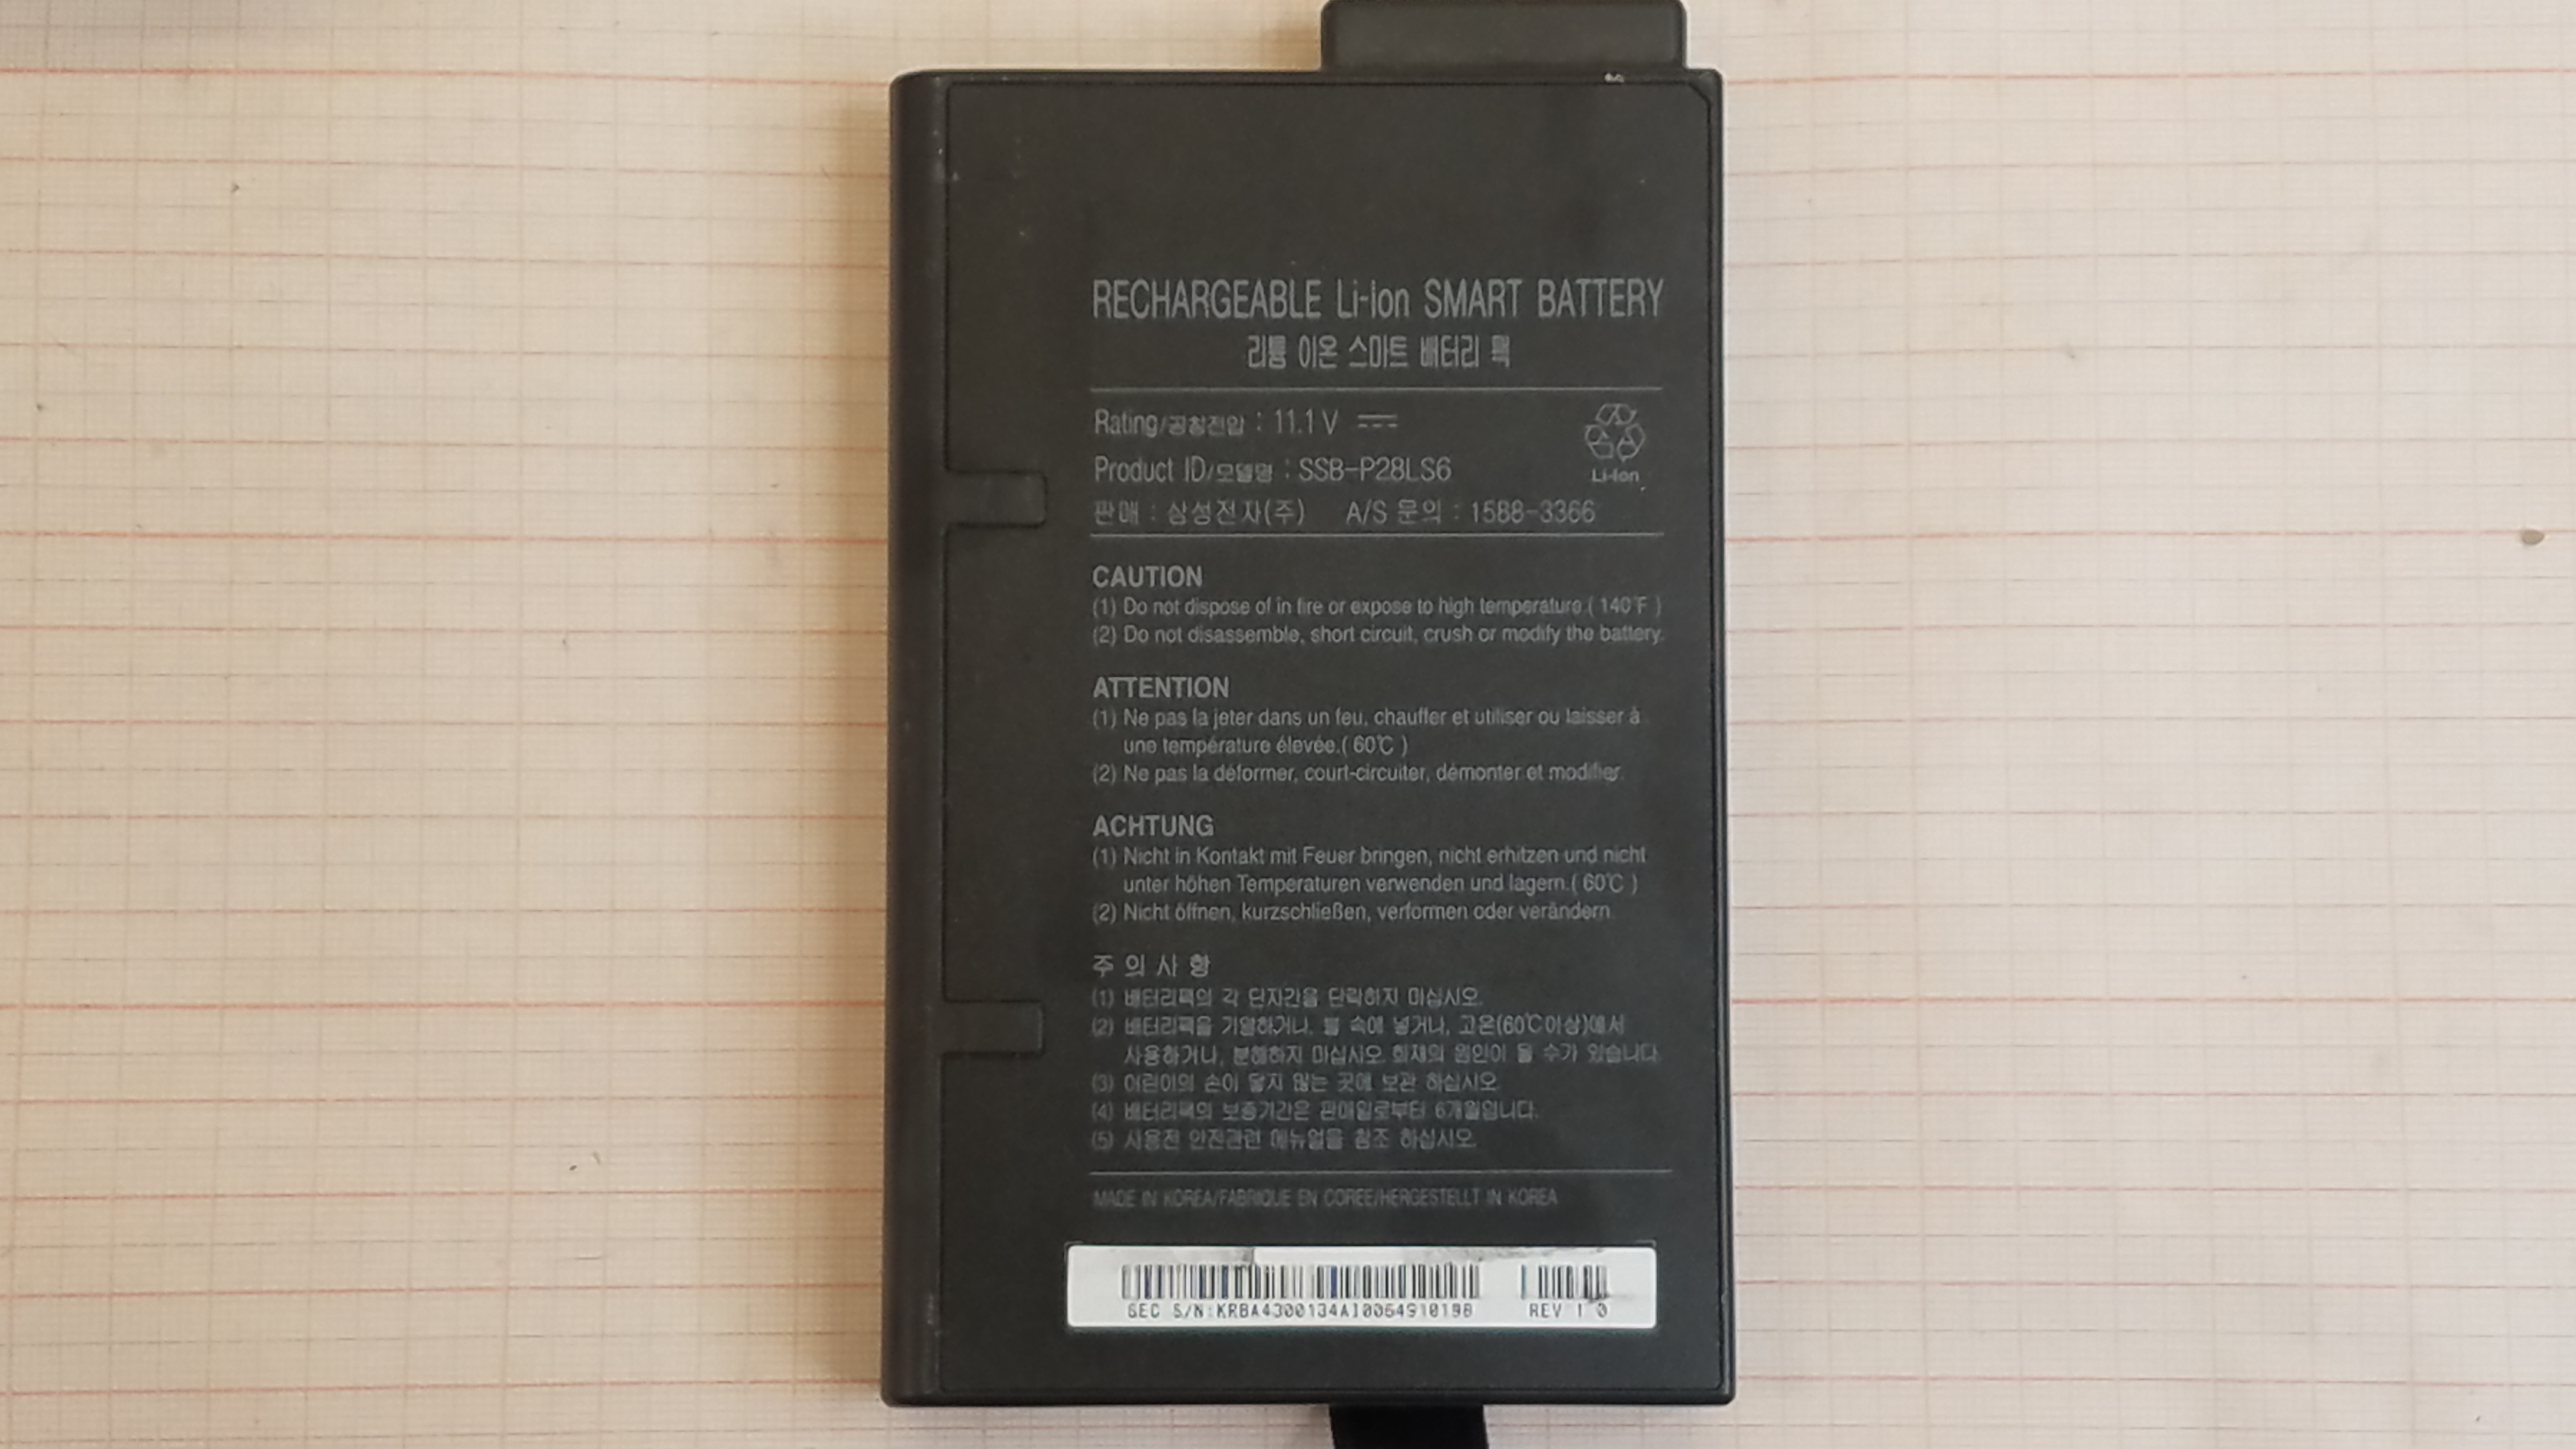 RECHARGEABLE Li-Ion SMART BATTERY
리튬 이온 스마트 배터리 팩
Rating/공칭전압 : 11.1 V
Product ID/모델명 : SSB-P28LS6
Li-Ion
판매 : 삼성전자(주) A/S 문의 : 1588-3366
CAUTION
(1) Do not dispose of in fire or expose to high temperature.( 140℉ )
(2) Do not disassemble, short circuit, crush or modify the battery.
ATTENTION
(1) Ne pas la jeter dans un feu, chauffer et utiliser ou laisser à
une température élevée.( 60℃ )
(2) Ne pas la déformer, court-circuiter, démonter et modifier.
ACHTUNG
(1) Nicht in Kontakt mit Feuer bringen, nicht erhitzen und nicht
unter höhen Temperaturen verwenden und lagern.( 60℃ )
(2) Nicht öffnen, kurzschließen, verformen oder verändern.
주 의 사 항
(1) 배터리팩의 각 단자간을 단락하지 마십시오.
(2) 배터리팩을 가열하거나, 불 속에 넣거나, 고온(60℃이상)에서
사용하거나, 분해하지 마십시오. 화재의 원인이 될 수가 있습니다.
(3) 어린이의 손이 닿지 않는 곳에 보관 하십시오.
(4) 배터리팩의 보증기간은 판매일로부터 6개월입니다.
(5) 사용전 안전관련 메뉴얼을 참조 하십시오.
MADE IN KOREA/FABRIQUE EN COREE/HERGESTELLT IN KOREA
SEC S/N:KRBA4300134A10064910198 REV 1.0